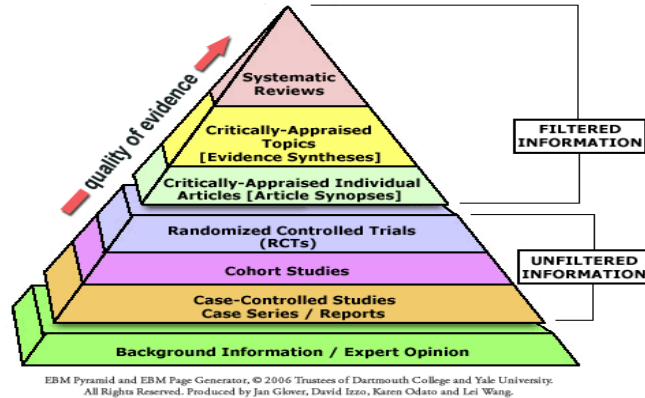 quality of evidence
Systematic
Reviews
Critically-Appraised
Topics
[Evidence Syntheses]
Critically-Appraised Individual
Articles [Article Synopses]
FILTERED
INFORMATION
Randomized Controlled Trials
(RCTs)
Cohort Studies
Case-Controlled Studies
Case Series / Reports
UNFILTERED
INFORMATION
Background Information / Expert Opinion
EBM Pyramid and EBM Page Generator, © 2006 Trustees of Dartmouth College and Yale University.
All Rights Reserved. Produced by Jan Glover, David Izzo, Karen Odato and Lei Wang.